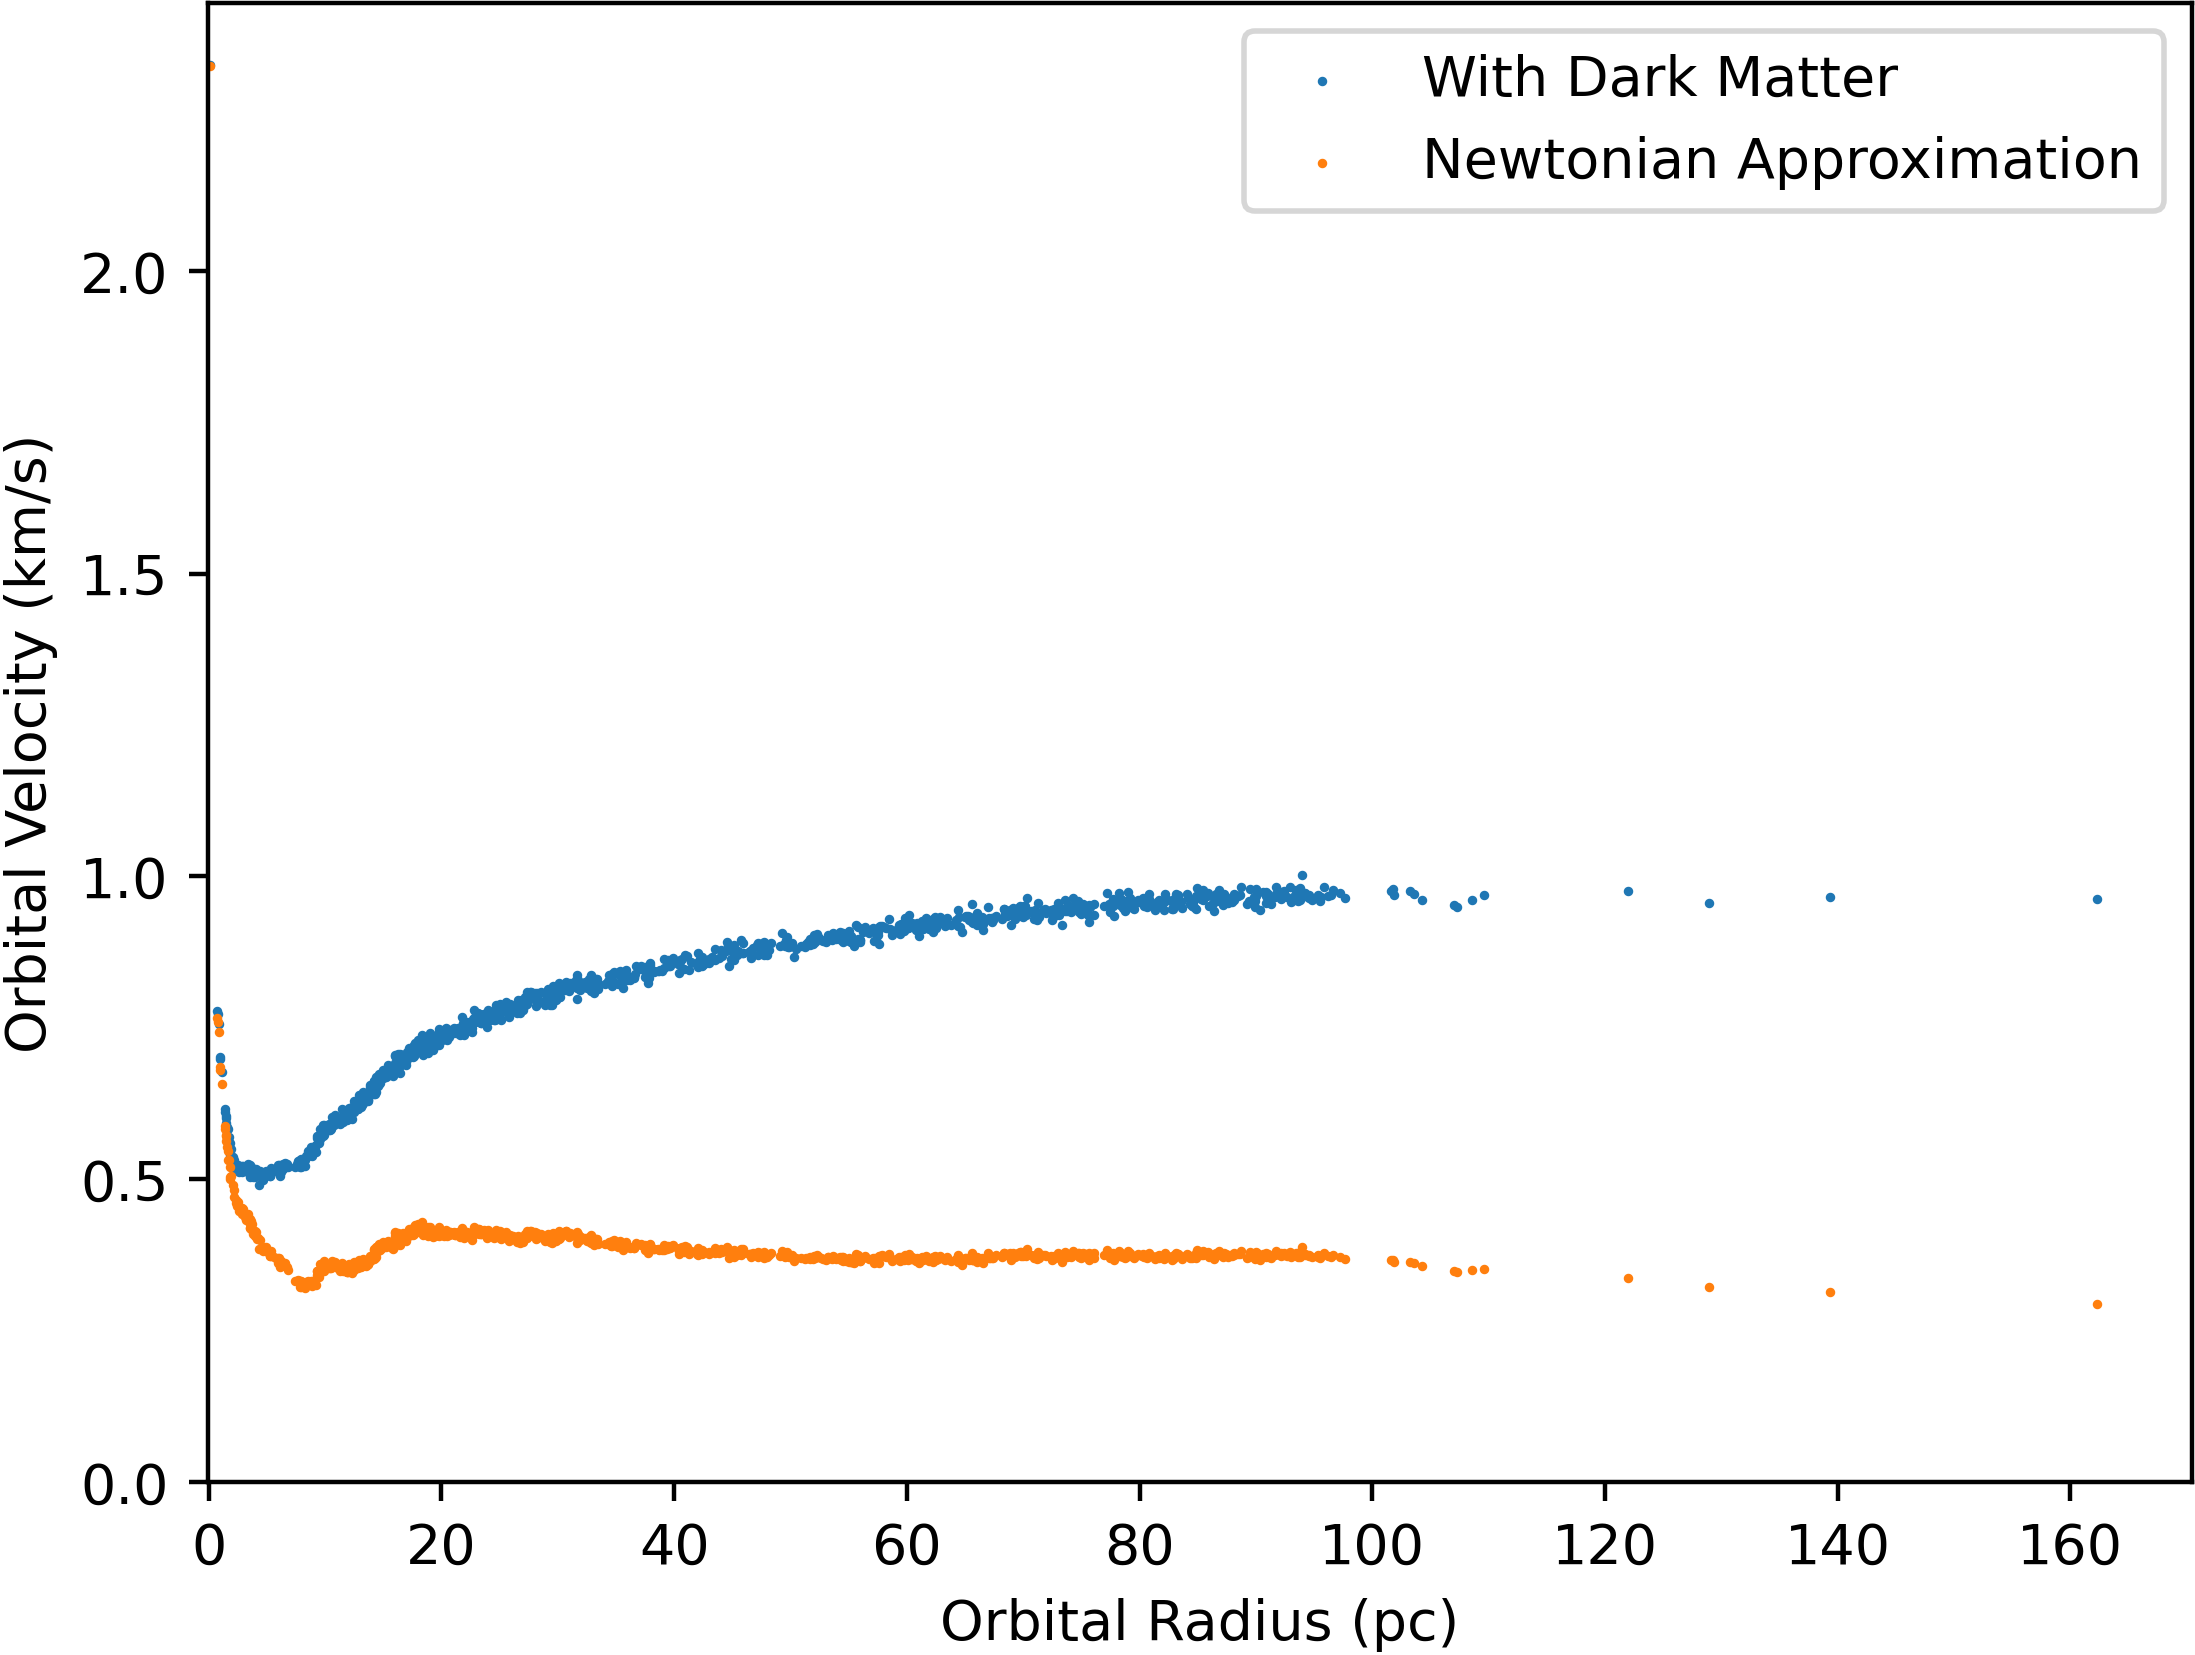 With Dark Matter
Newtonian Approximation
2.0
1.5
1.0
0.5
0.0
Orbital Velocity (km/s)
0 20 40 60 80 100 120 140 160
Orbital Radius (pc)